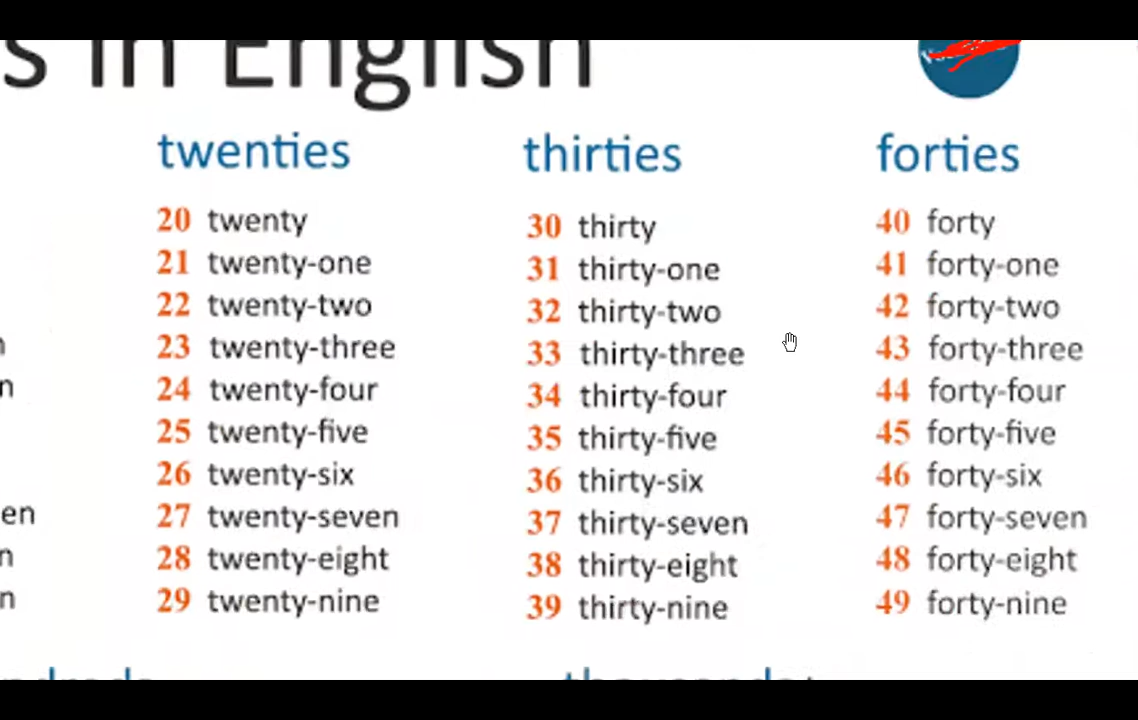 s in English
twenties
20 twenty
21 twenty-one
22 twenty-two
23 twenty-three
24 twenty-four
25 twenty-five
26 twenty-six
27 twenty-seven
28 twenty-eight
29 twenty-nine
thirties
30 thirty
31 thirty-one
32 thirty-two
33 thirty-three
34 thirty-four
35 thirty-five
36 thirty-six
37 thirty-seven
38 thirty-eight
39 thirty-nine
forties
40 forty
41 forty-one
42 forty-two
43 forty-three
44 forty-four
45 forty-five
46 forty-six
47 forty-seven
48 forty-eight
49 forty-nine
n
n
en
n
n